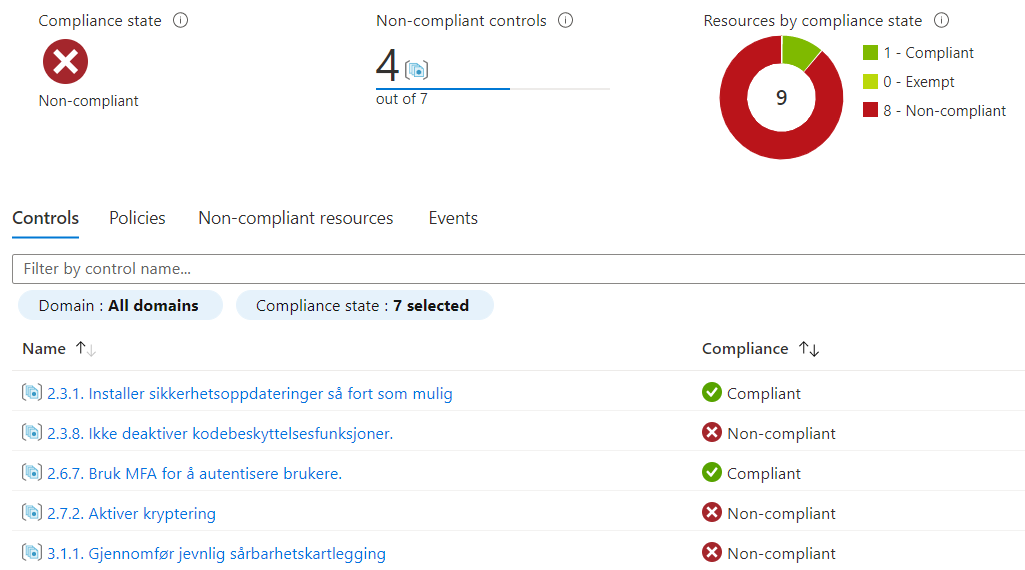 Compliance state
Non-compliant
Non-compliant controls
4
out of 7
Resources by compliance state
9
1 - Compliant
0 - Exempt
8 - Non-compliant
Controls Policies Non-compliant resources Events
Filter by control name...
Domain : All domains Compliance state : 7 selected
Name Compliance
2.3.1. Installer sikkerhetsoppdateringer så fort som mulig Compliant
2.3.8. Ikke deaktiver kodebeskyttelsesfunksjoner. Non-compliant
2.6.7. Bruk MFA for å autentisere brukere. Compliant
2.7.2. Aktiver kryptering Non-compliant
3.1.1. Gjennomfør jevnlig sårbarhetskartlegging Non-compliant